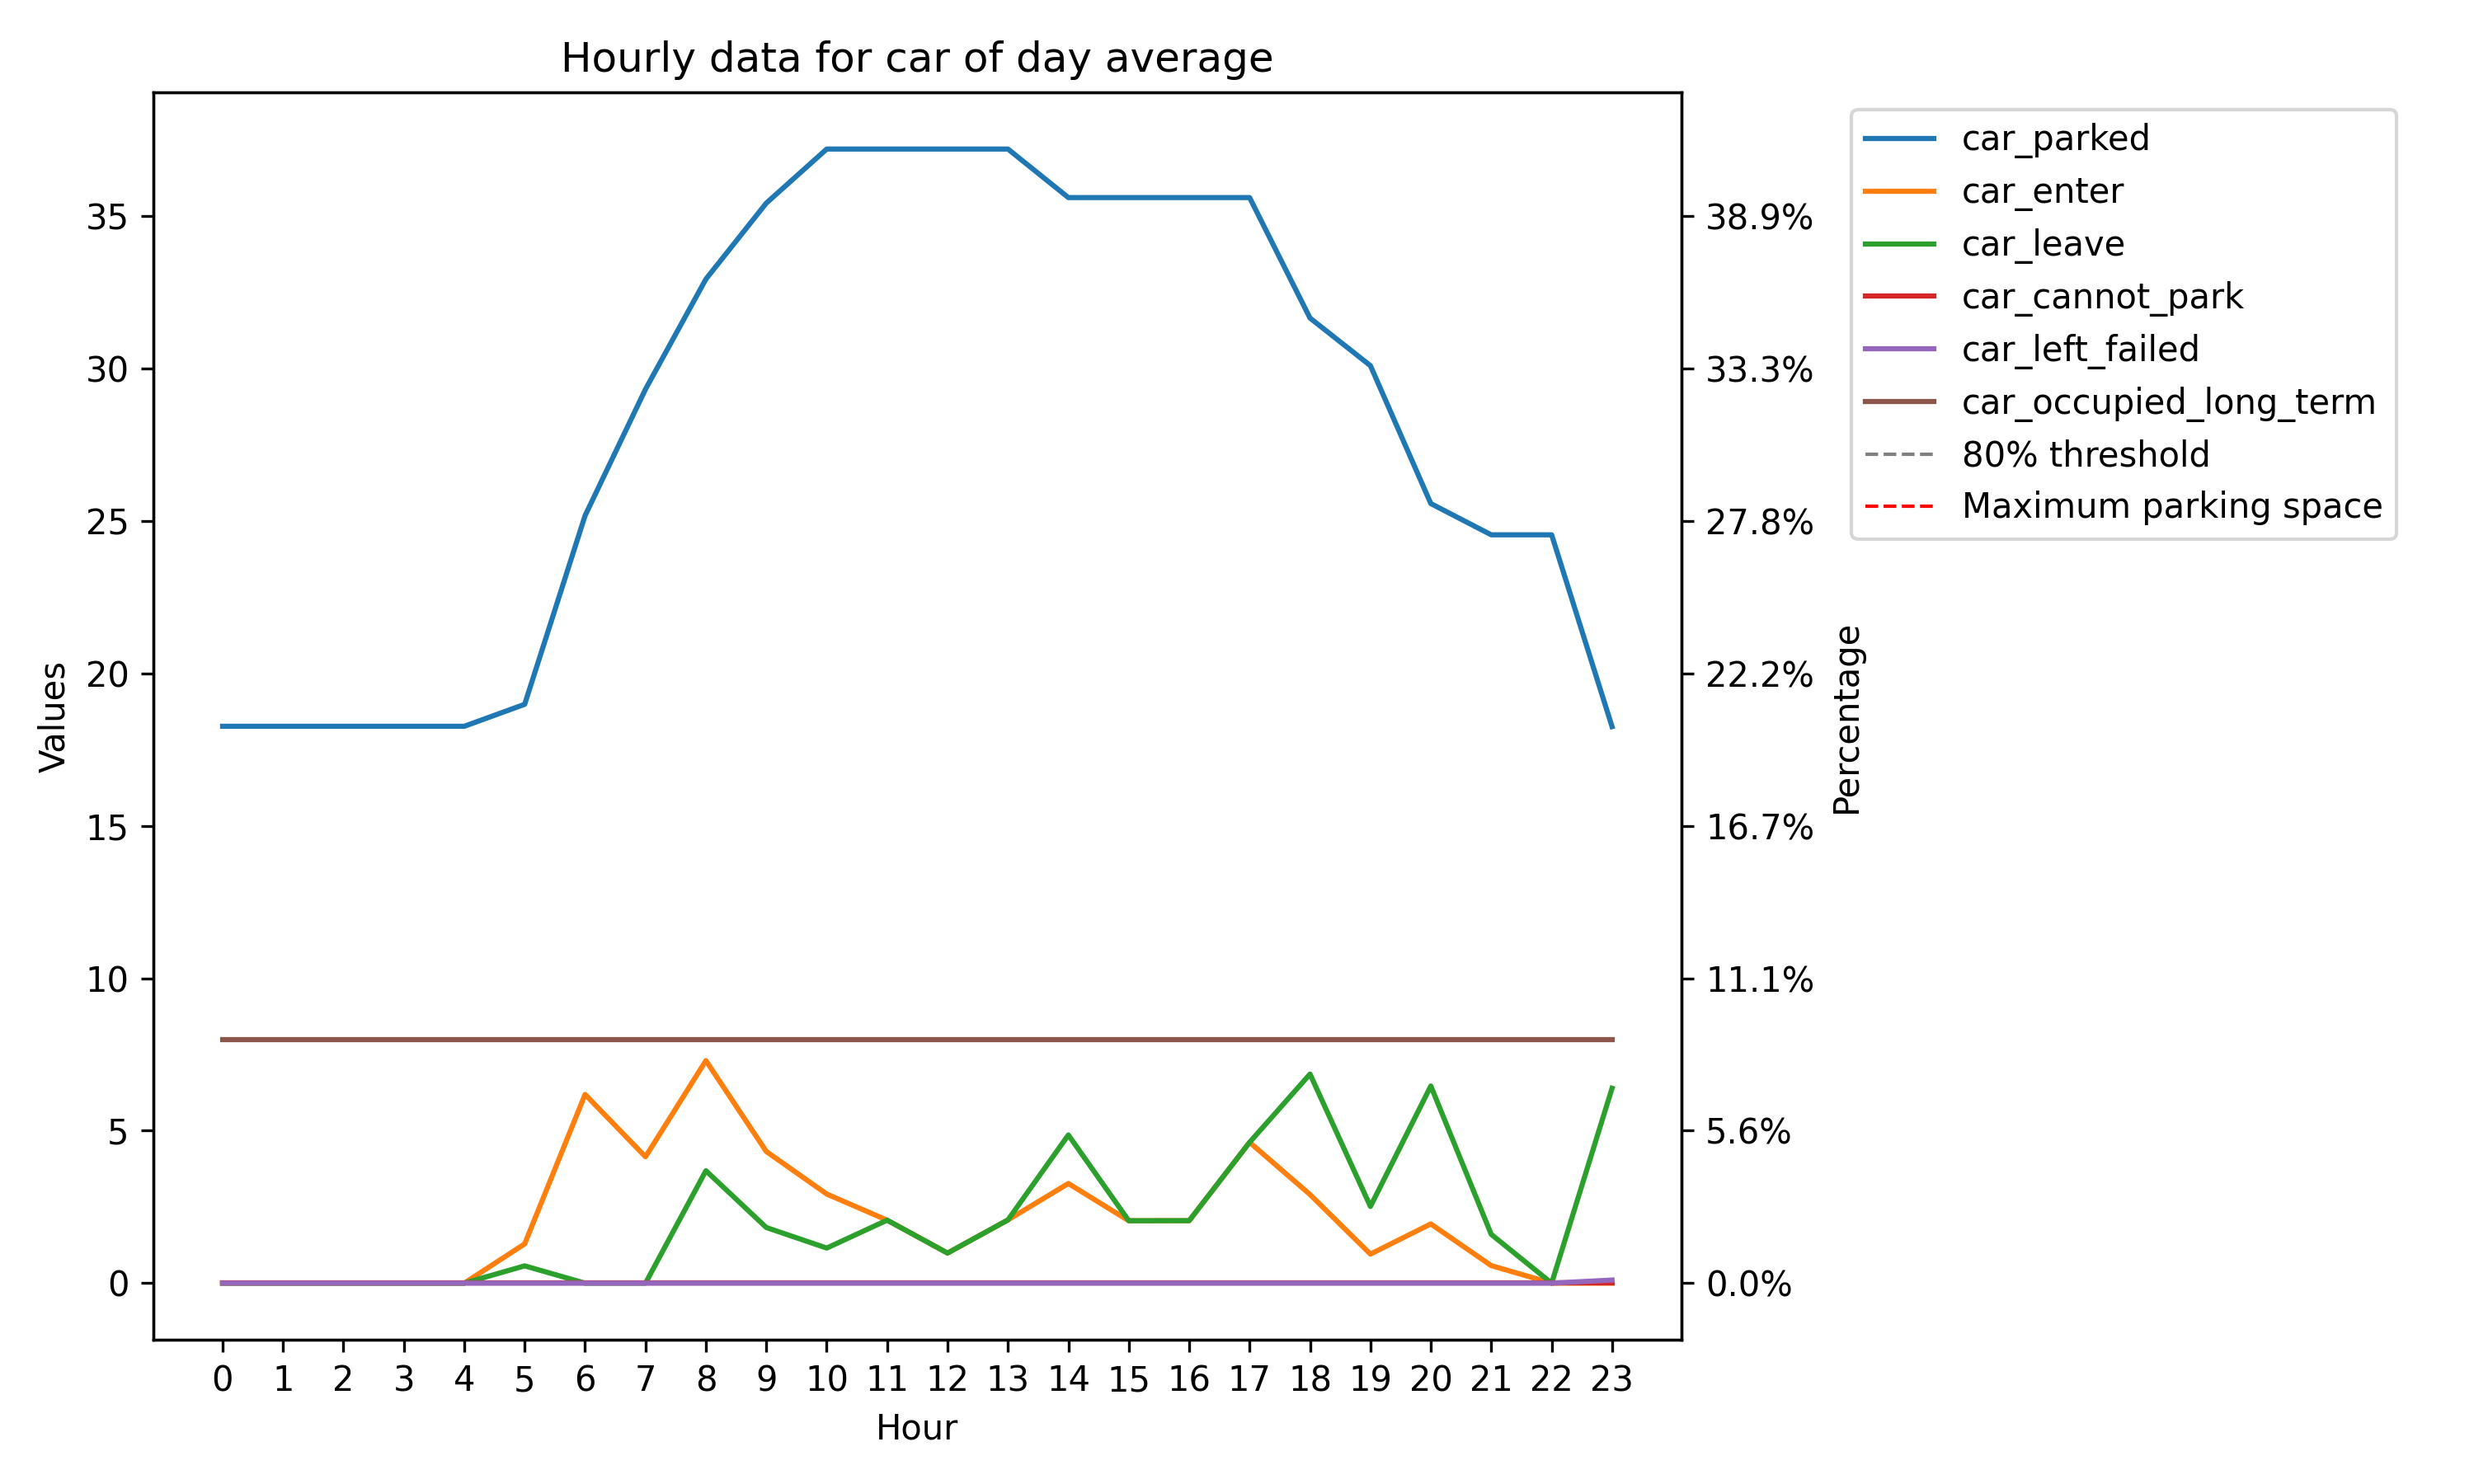 Hourly data for car of day average
Values
35
30
25
20
15
10
5
0
0 1 2 3 4 5 6 7 8 9 10 11 12 13 14 15 16 17 18 19 20 21 22 23
Hour
38.9%
33.3%
27.8%
22.2%
16.7%
11.1%
5.6%
0.0%
Percentage
car_parked
car_enter
car_leave
car_cannot_park
car_left_failed
car_occupied_long_term
80% threshold
Maximum parking space